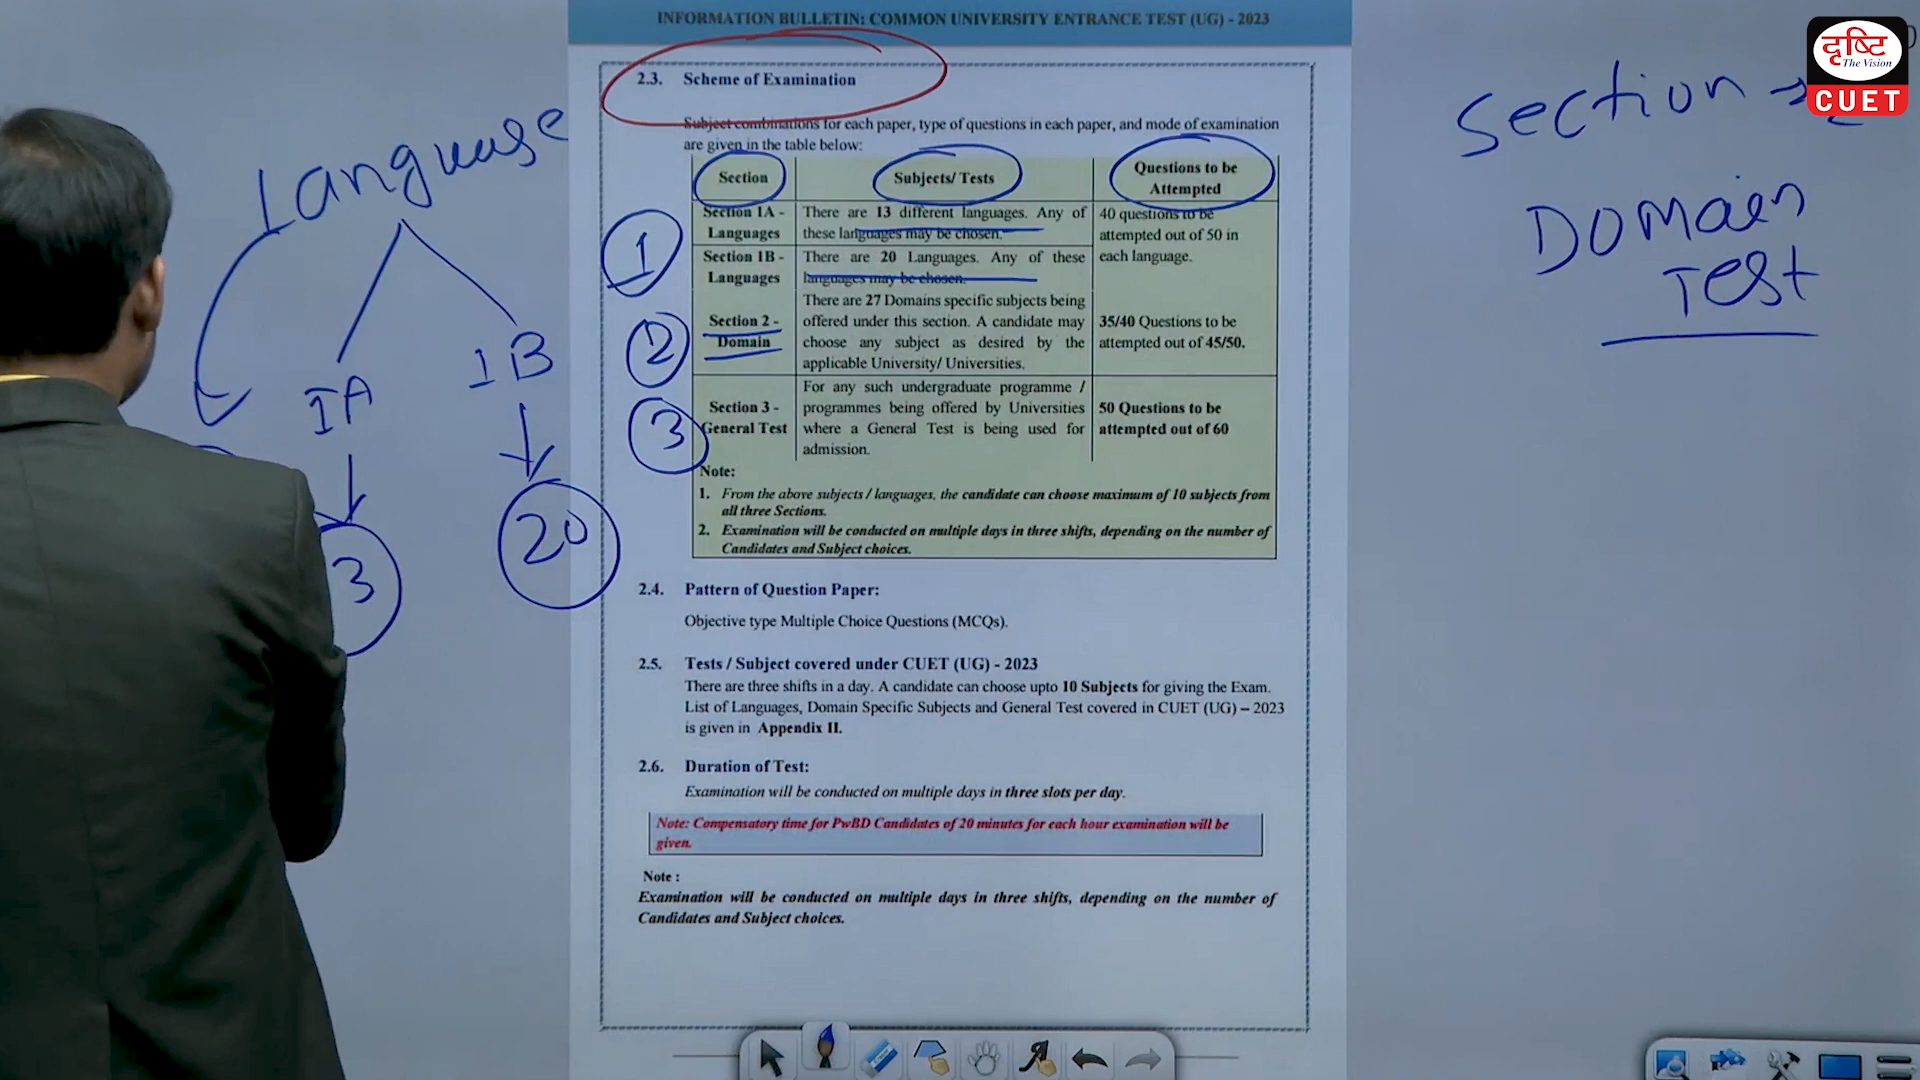 INFORMATION BULLETIN: COMMON UNIVERSITY ENTRANCE TEST (UG) - 2023
दृष्टि
The Vision
CUET
2.3. Scheme of Examination
Subject combinations for each paper, type of questions in each paper, and mode of examination
are given in the table below:
Section
Subjects/ Tests
Questions to be
Attempted
Section 1A -
Languages
There are 13 different languages. Any of
these languages may be chosen.
40 questions to be
attempted out of 50 in
each language.
Section 1B -
Languages
There are 20 Languages. Any of these
languages may be chosen.
Section 2 -
Domain
There are 27 Domains specific subjects being
offered under this section. A candidate may
choose any subject as desired by the
applicable University/ Universities.
35/40 Questions to be
attempted out of 45/50.
Section 3 -
General Test
For any such undergraduate programme /
programmes being offered by Universities
where a General Test is being used for
admission.
50 Questions to be
attempted out of 60
Note:
1. From the above subjects / languages, the candidate can choose maximum of 10 subjects from
all three Sections.
2. Examination will be conducted on multiple days in three shifts, depending on the number of
Candidates and Subject choices.
2.4. Pattern of Question Paper:
Objective type Multiple Choice Questions (MCQs).
2.5. Tests / Subject covered under CUET (UG) - 2023
There are three shifts in a day. A candidate can choose upto 10 Subjects for giving the Exam.
List of Languages, Domain Specific Subjects and General Test covered in CUET (UG) – 2023
is given in Appendix II.
2.6. Duration of Test:
Examination will be conducted on multiple days in three slots per day.
Note: Compensatory time for PwBD Candidates of 20 minutes for each hour examination will be
given.
Note :
Examination will be conducted on multiple days in three shifts, depending on the number of
Candidates and Subject choices.
Language
IA
IB
3
20
1
2
3
Section
Domain
Test